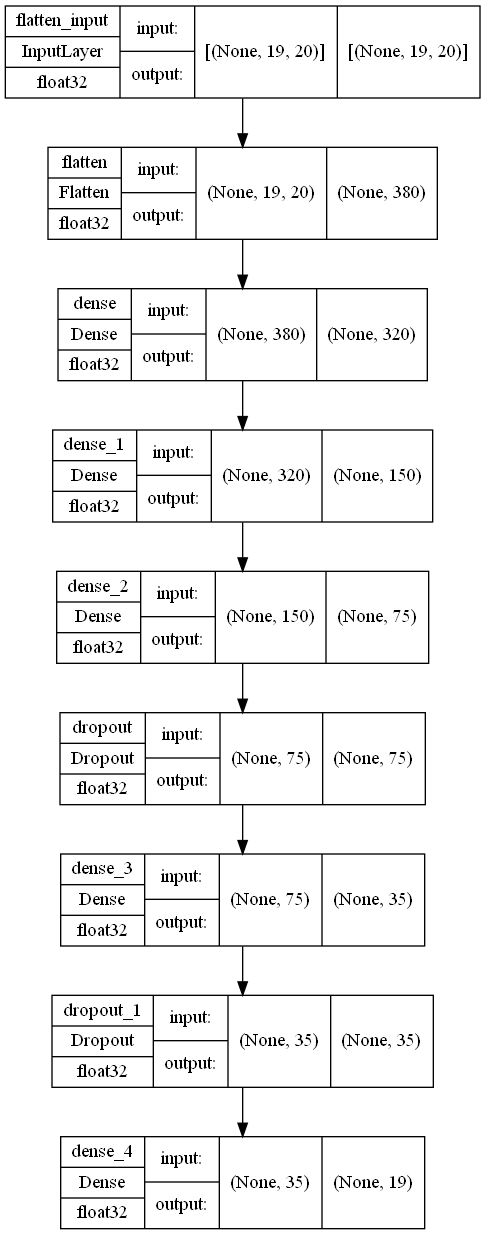 flatten_input
InputLayer
float32
input:
output:
[(None, 19, 20)]
[(None, 19, 20)]
flatten
Flatten
float32
input:
output:
(None, 19, 20)
(None, 380)
dense
Dense
float32
input:
output:
(None, 380)
(None, 320)
dense_1
Dense
float32
input:
output:
(None, 320)
(None, 150)
dense_2
Dense
float32
input:
output:
(None, 150)
(None, 75)
dropout
Dropout
float32
input:
output:
(None, 75)
(None, 75)
dense_3
Dense
float32
input:
output:
(None, 75)
(None, 35)
dropout_1
Dropout
float32
input:
output:
(None, 35)
(None, 35)
dense_4
Dense
float32
input:
output:
(None, 35)
(None, 19)